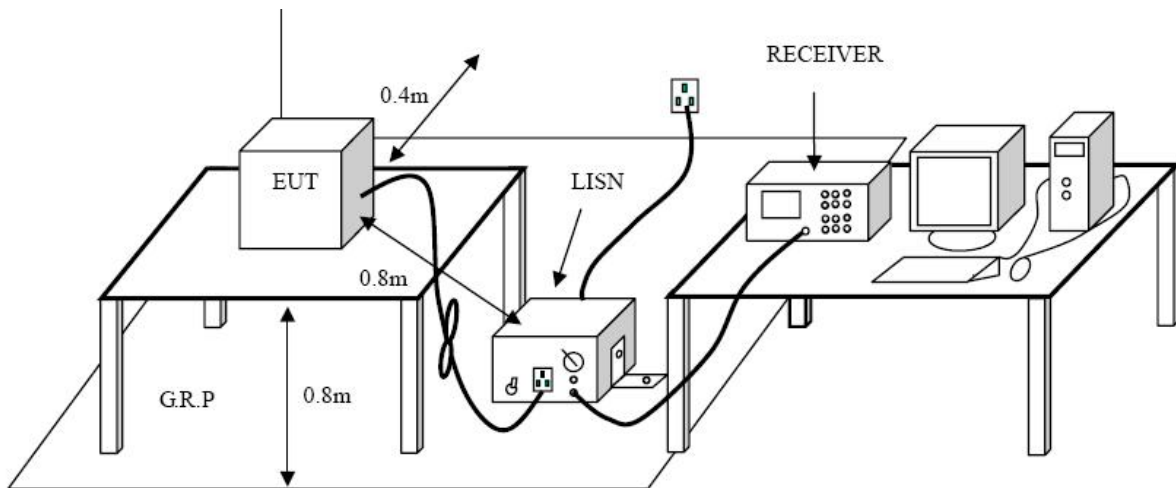 RECEIVER
0.4m
EUT
LISN
0.8m
G.R.P
0.8m